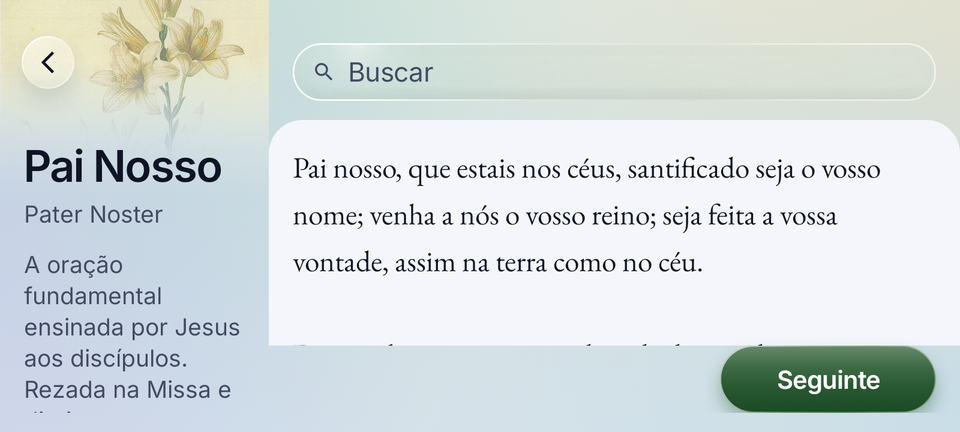 Pai Nosso
Pater Noster
A oração
fundamental
ensinada por Jesus
aos discípulos.
Rezada na Missa e
Buscar
Pai nosso, que estais nos céus, santificado seja o vosso
nome; venha a nós o vosso reino; seja feita a vossa
vontade, assim na terra como no céu.
Seguinte